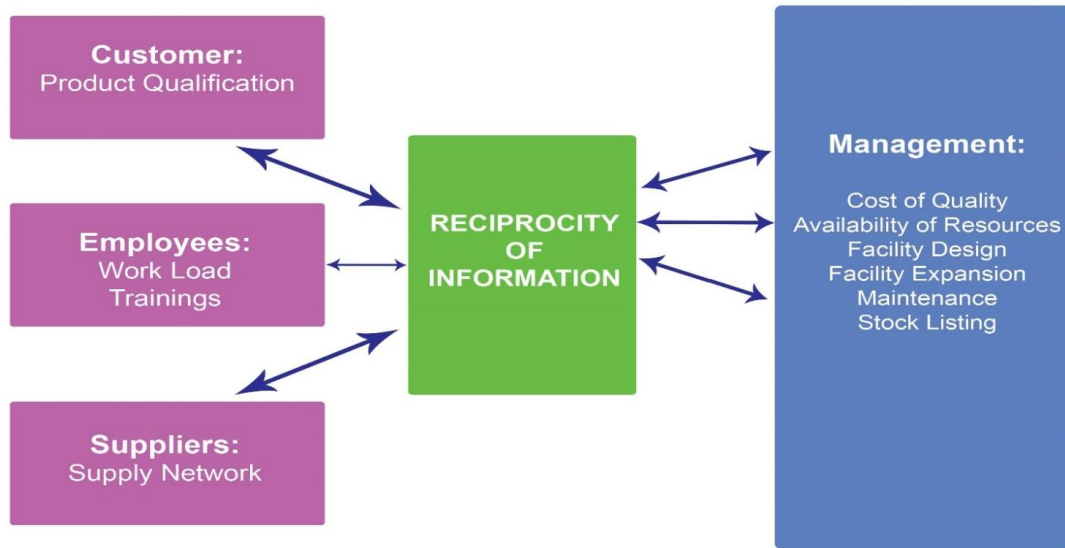 Customer:
Product Qualification
Employees:
Work Load
Trainings
Suppliers:
Supply Network
RECIPROCITY
OF
INFORMATION
Management:
Cost of Quality
Availability of Resources
Facility Design
Facility Expansion
Maintenance
Stock Listing